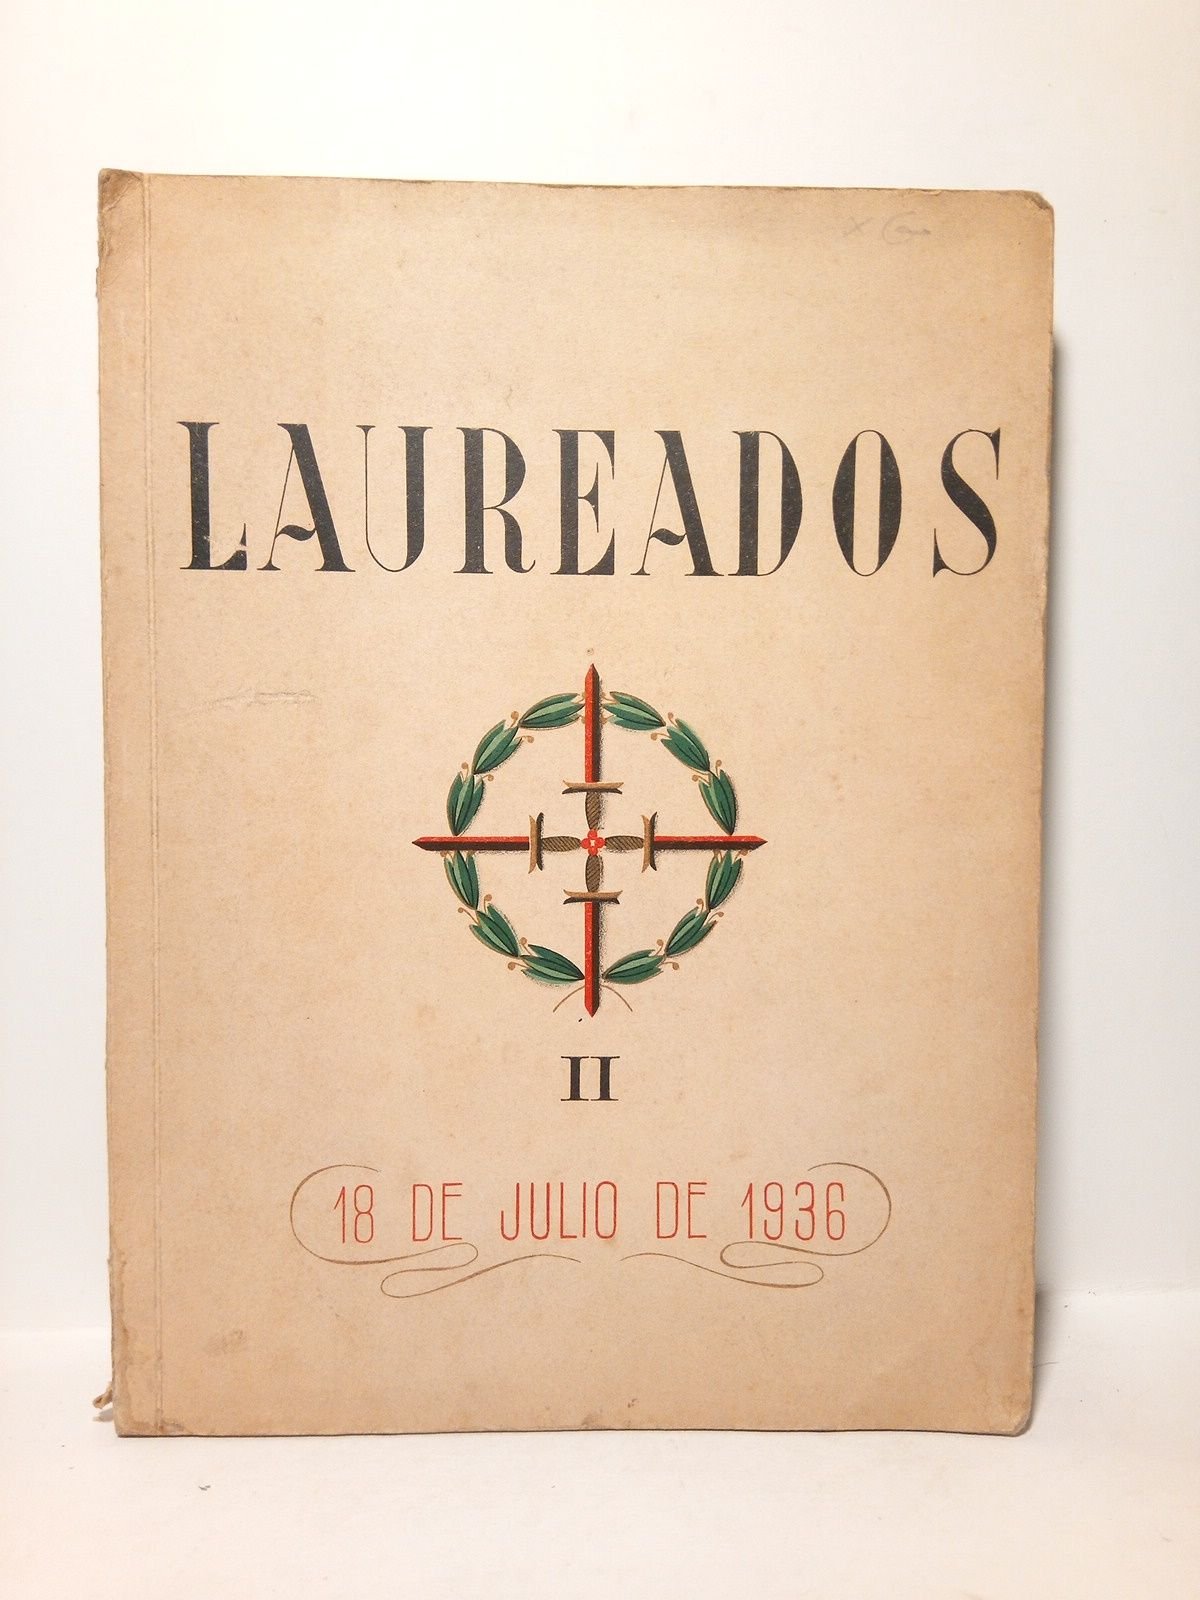 LAUREADOS
II
18 DE JULIO DE 1936